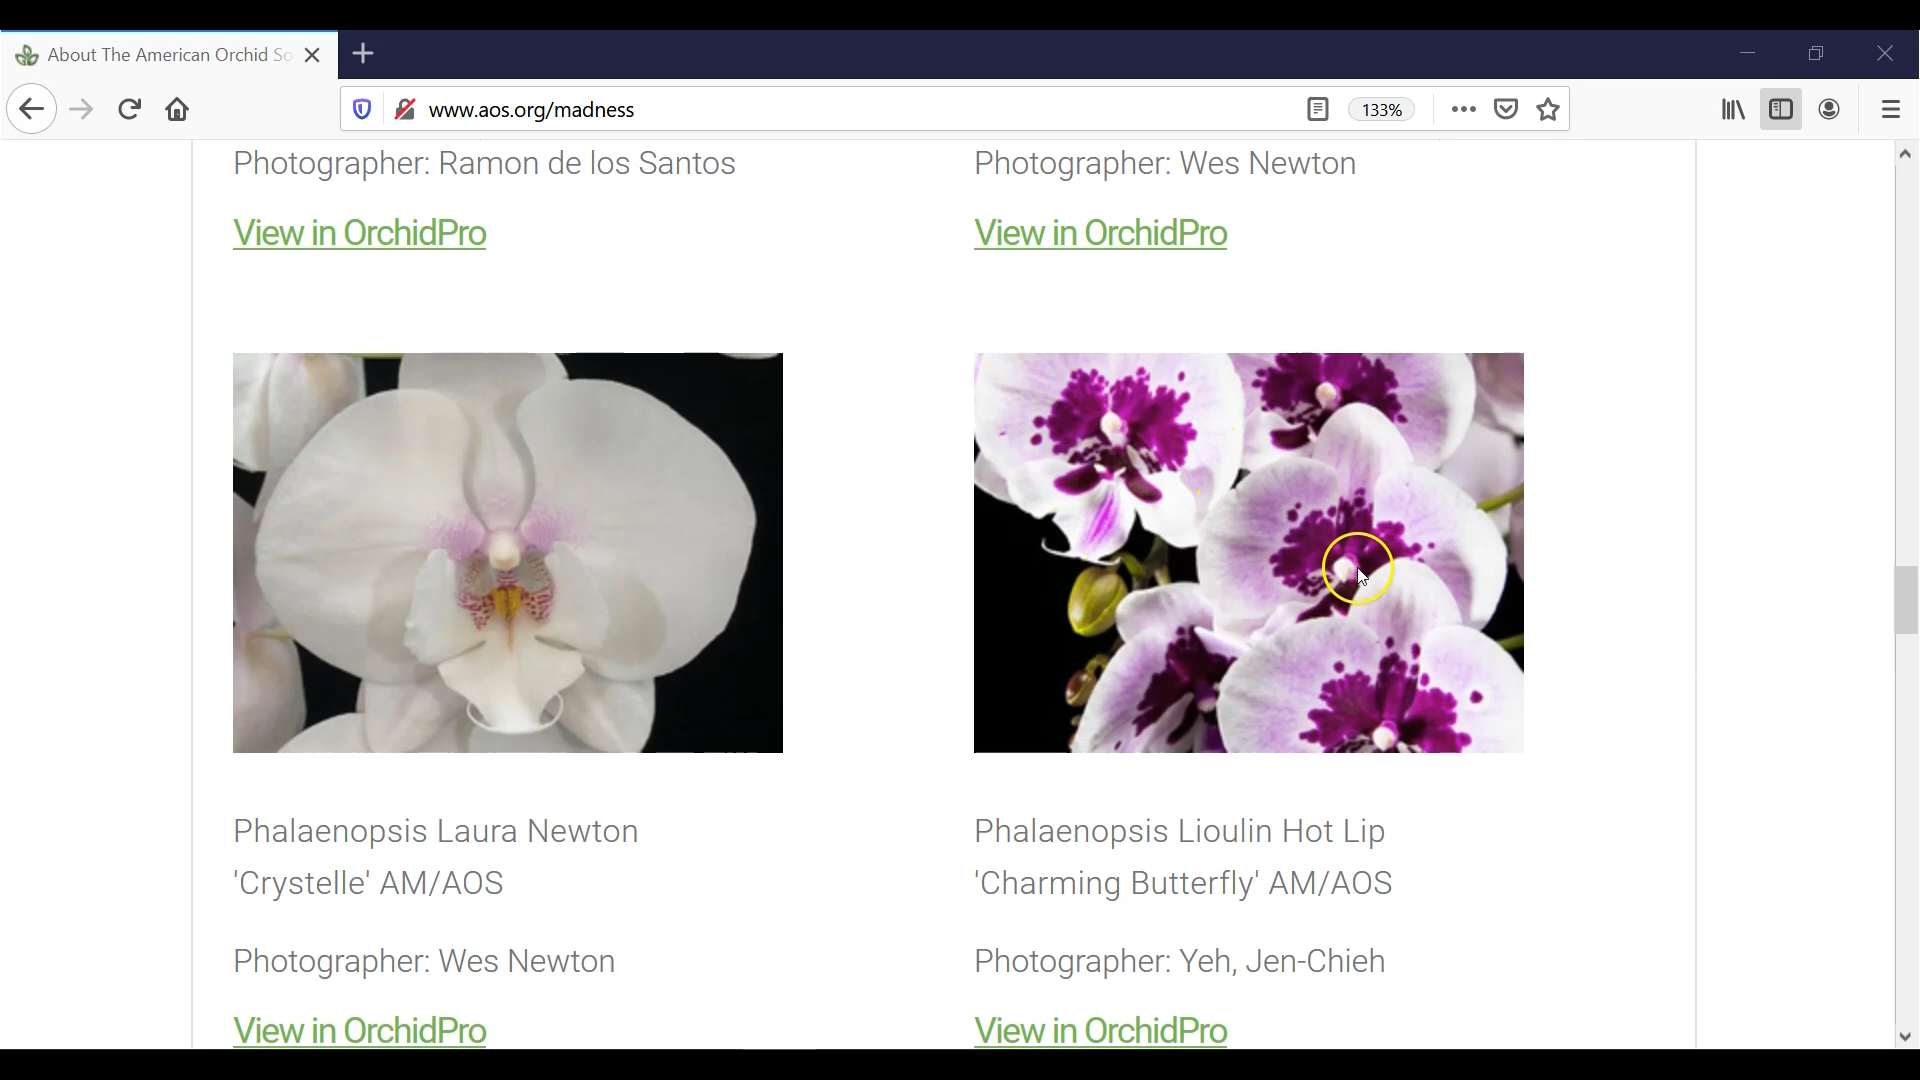 About The American Orchid So
www.aos.org/madness
133%
Photographer: Ramon de los Santos
Photographer: Wes Newton
View in OrchidPro
View in OrchidPro
Phalaenopsis Laura Newton
'Crystelle' AM/AOS
Photographer: Wes Newton
View in OrchidPro
Phalaenopsis Lioulin Hot Lip
'Charming Butterfly' AM/AOS
Photographer: Yeh, Jen-Chieh
View in OrchidPro